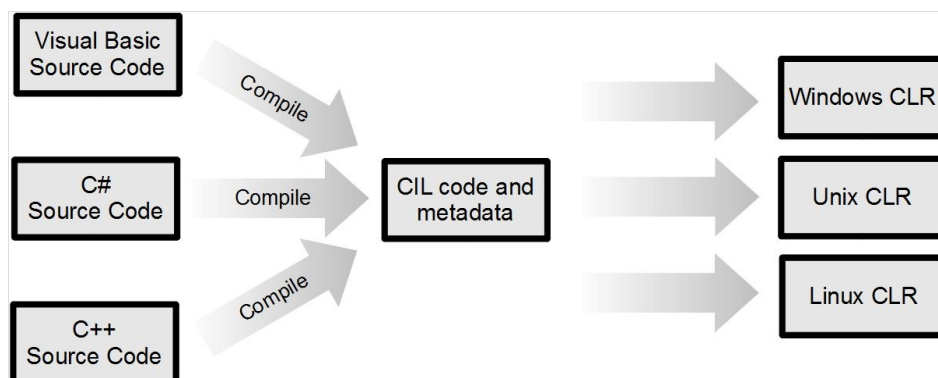 Visual Basic
Source Code
Compile
Windows CLR
C#
Source Code
Compile
CIL code and
metadata
Unix CLR
C++
Source Code
Compile
Linux CLR